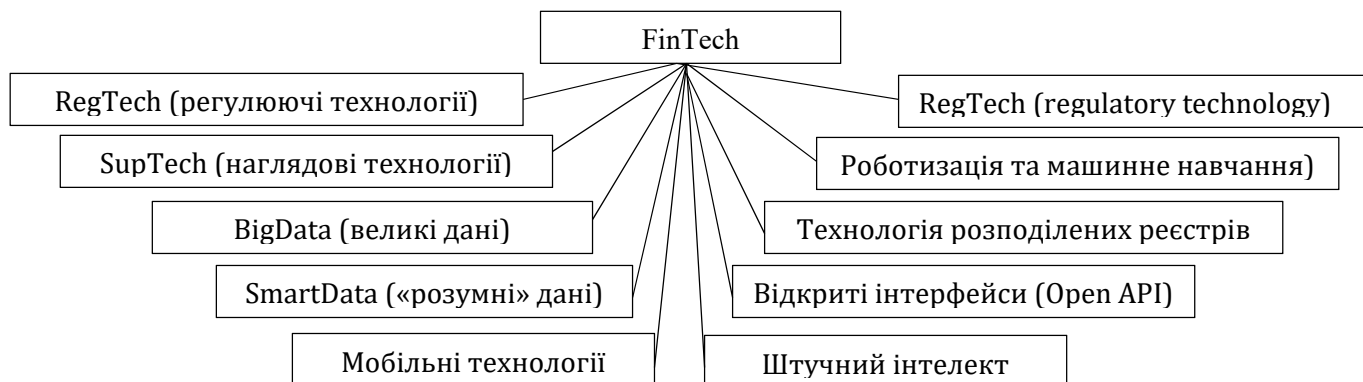 FinTech
RegTech (регулюючі технології)
RegTech (regulatory technology)
SupTech (наглядові технології)
Роботизація та машинне навчання)
BigData (великі дані)
Технологія розподілених реєстрів
SmartData («розумні» дані)
Відкриті інтерфейси (Open API)
Мобільні технології
Штучний інтелект